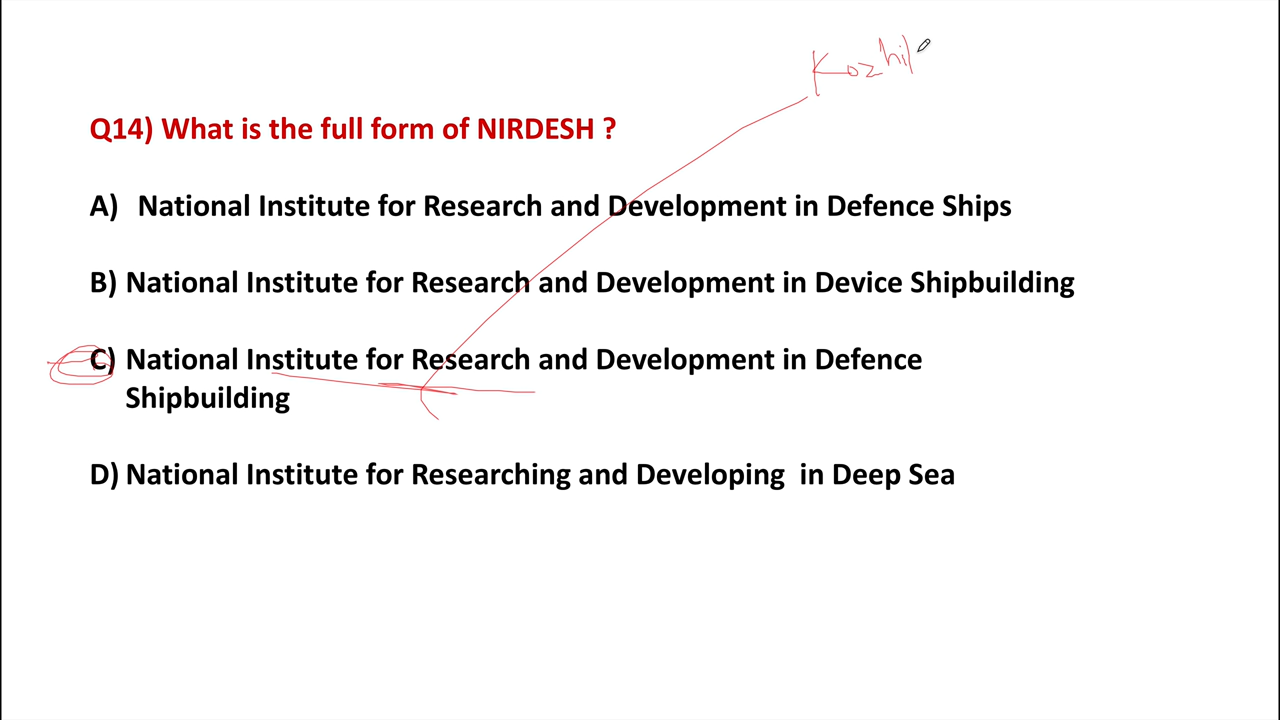 Kozhil
Q14) What is the full form of NIRDESH ?
A) National Institute for Research and Development in Defence Ships
B) National Institute for Research and Development in Device Shipbuilding
C) National Institute for Research and Development in Defence
Shipbuilding
D) National Institute for Researching and Developing in Deep Sea